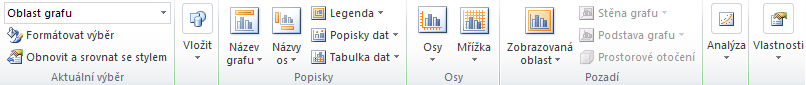 Oblast grafu
Formátovat výběr
Obnovit a srovnat se stylem
Aktuální výběr
Vložit
Název
grafu
Názvy
os
Legenda
Popisky dat
Tabulka dat
Popisky
Osy
Mřížka
Osy
Zobrazovaná
oblast
Stěna grafu
Podstava grafu
Prostorové otočení
Pozadí
Analýza
Vlastnosti